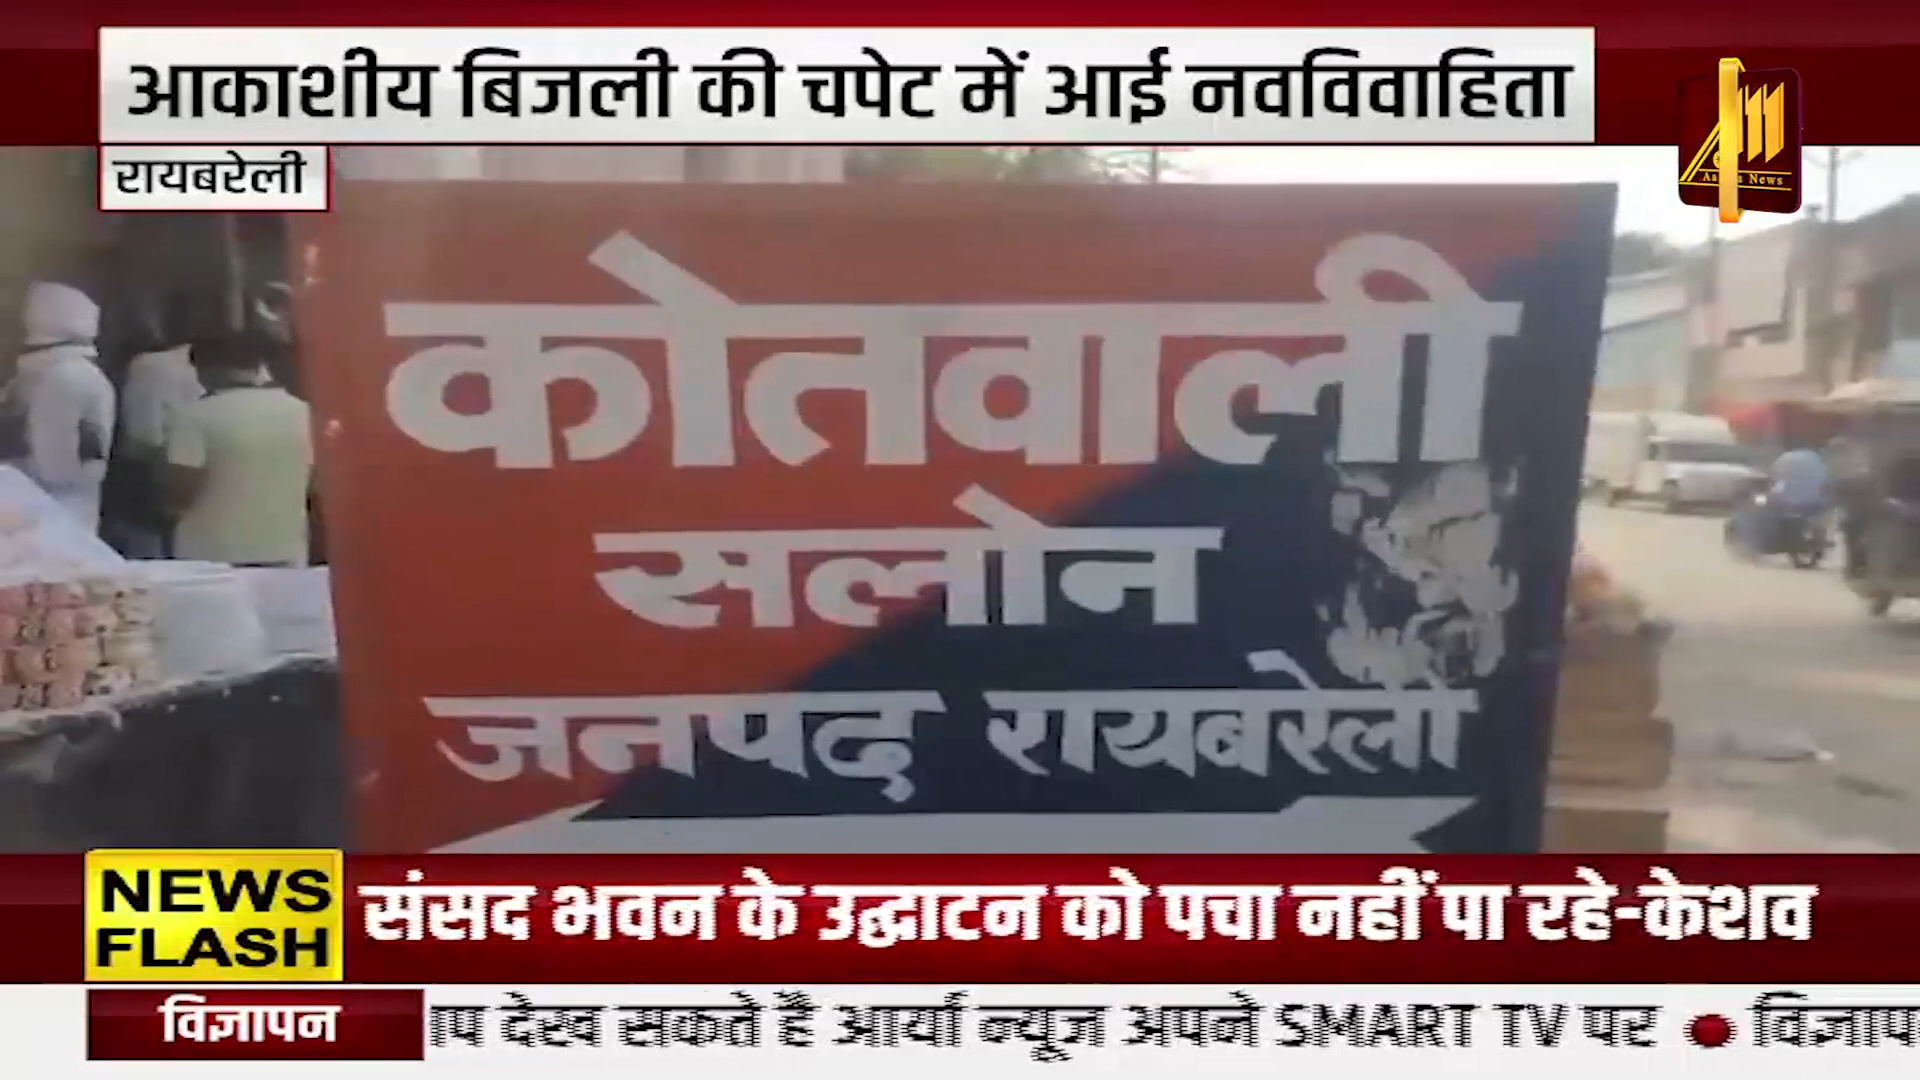 आकाशीय बिजली की चपेट में आई नवविवाहिता
रायबरेली
कोतवाली
सलोन
जनपद रायबरेली
NEWS FLASH
संसद भवन के उद्घाटन को पचा नहीं पा रहे-केशव
विज्ञापन
देख सकते हैं आर्या न्यूज अपने SMART TV पर